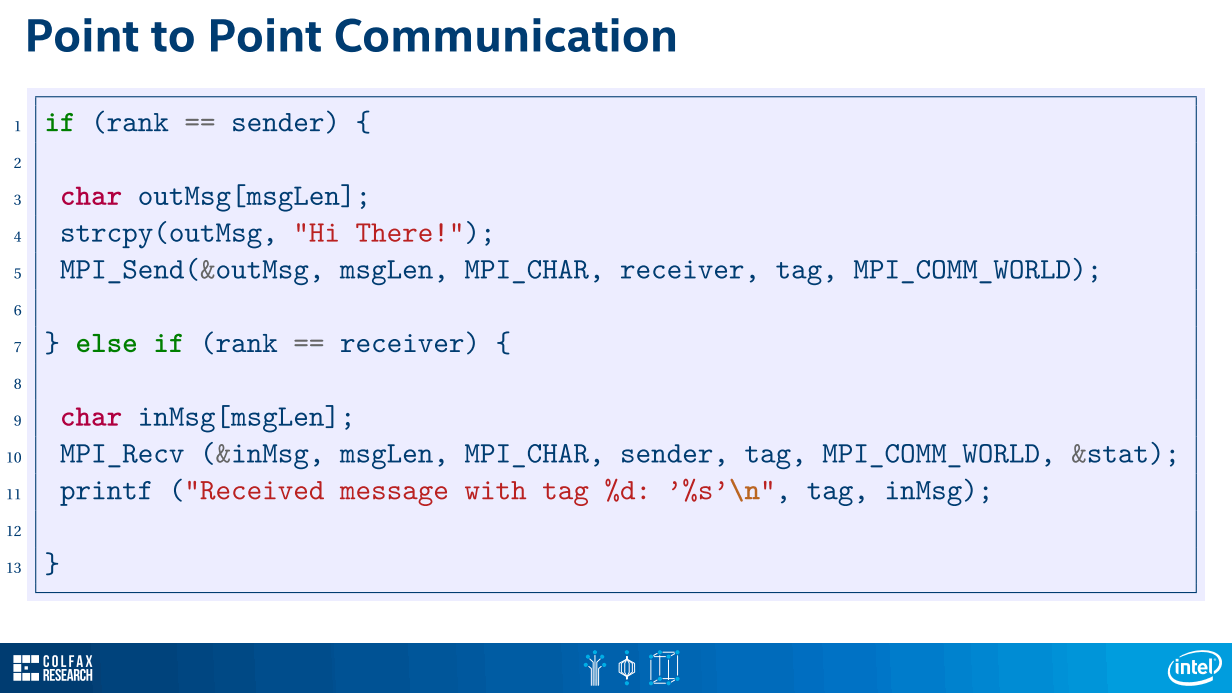 Point to Point Communication
1 if (rank == sender) {
2
3 char outMsg[msgLen];
4 strcpy(outMsg, "Hi There!");
5 MPI_Send(&outMsg, msgLen, MPI_CHAR, receiver, tag, MPI_COMM_WORLD);
6
7 } else if (rank == receiver) {
8
9 char inMsg[msgLen];
10 MPI_Recv (&inMsg, msgLen, MPI_CHAR, sender, tag, MPI_COMM_WORLD, &stat);
11 printf ("Received message with tag %d: ’%s’\n", tag, inMsg);
12
13 }
COLFAX
RESEARCH
intel